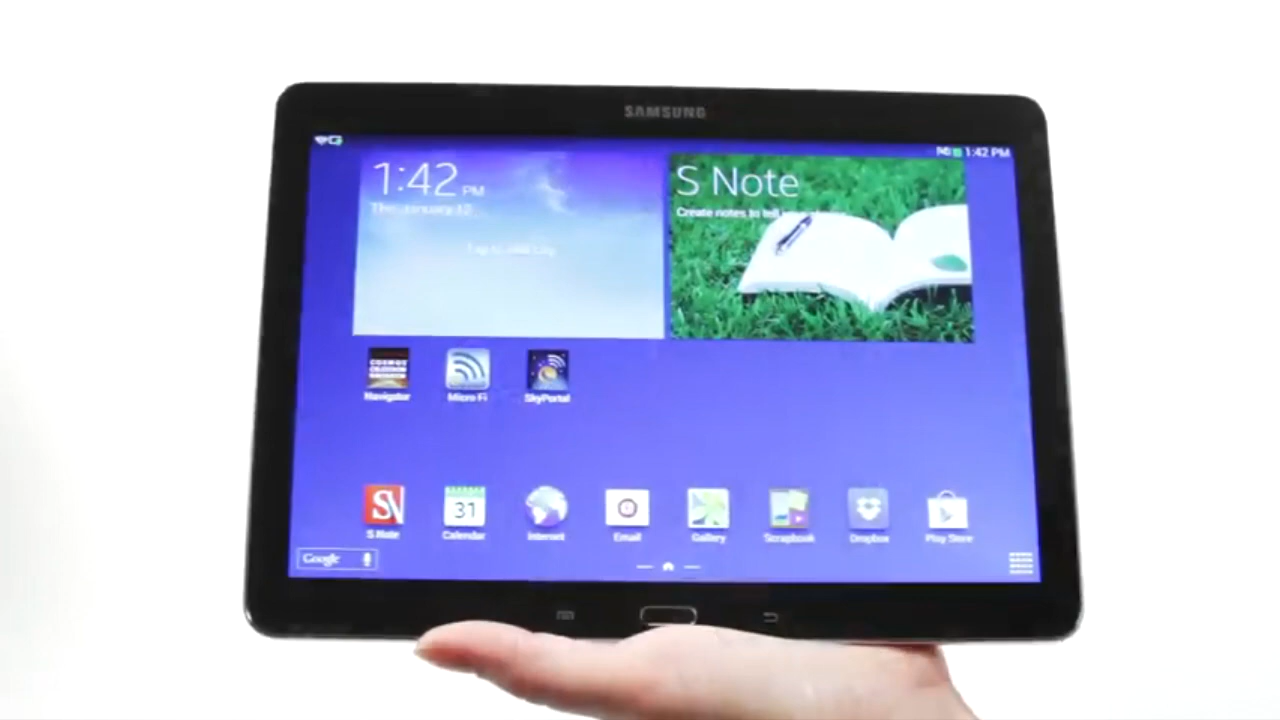 SAMSUNG
1:42 PM
1:42 PM
S Note
Create notes to tell
Navigator
Micro Fi
SkyPortal
31
S Note
Calendar
Internet
Email
Gallery
Scrapbook
Dropbox
Play Store
Google